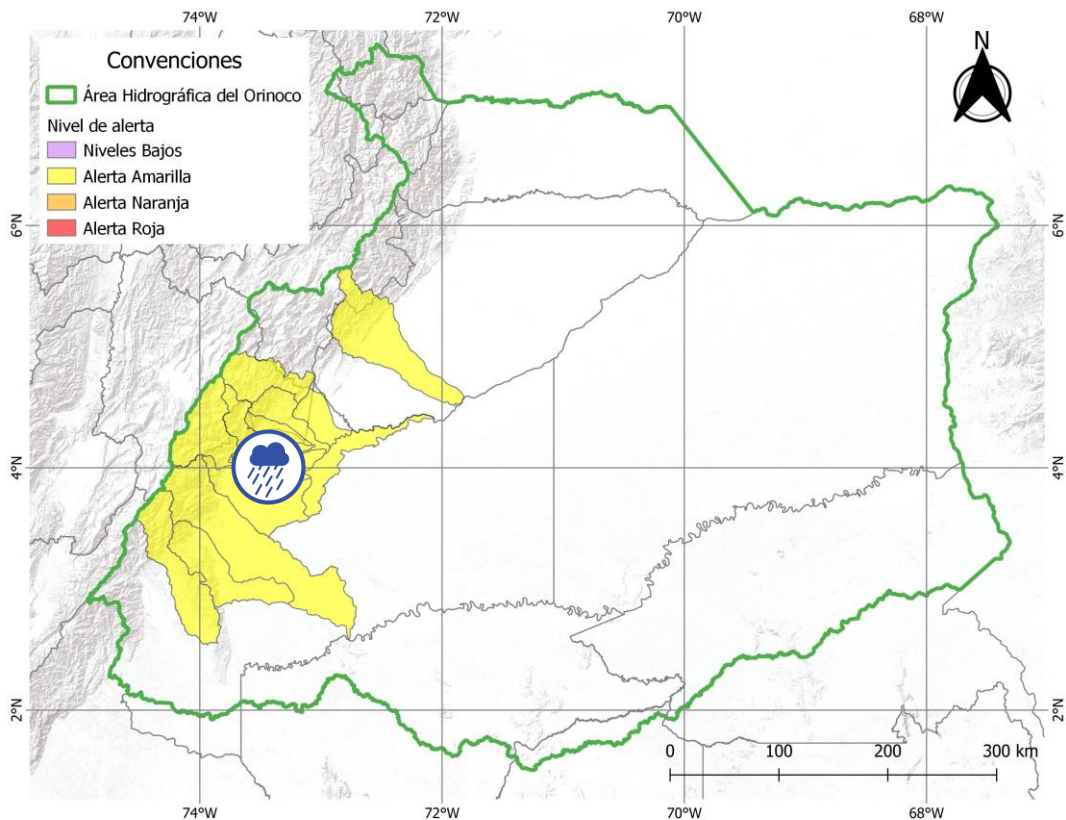 74°W
72°W
70°W
68°W
Convenciones
Área Hidrográfica del Orinoco
Nivel de alerta
Niveles Bajos
Alerta Amarilla
Alerta Naranja
Alerta Roja
N
6°N
6°N
4°N
4°N
2°N
2°N
0 100 200 300 km
74°W
72°W
70°W
68°W